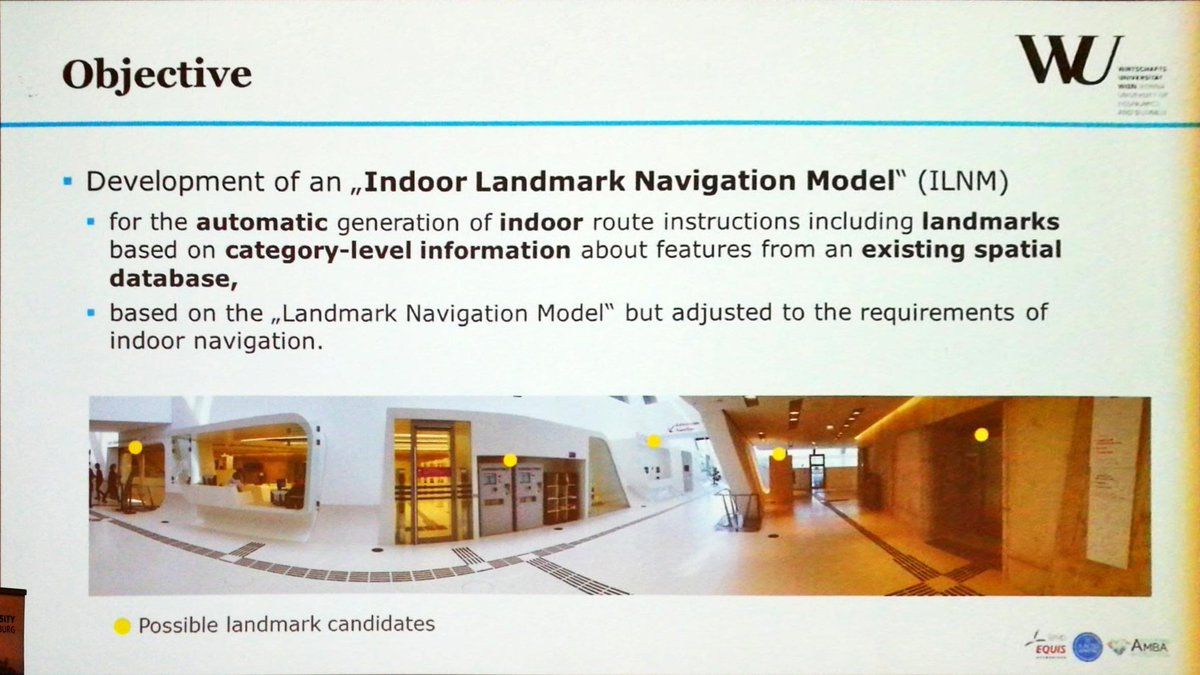 Objective
WU
WIRTSCHAFTS
UNIVERSITÄT
WIEN VIENNA
UNIVERSITY OF
ECONOMICS
AND BUSINESS
Development of an „Indoor Landmark Navigation Model‟ (ILNM)
for the automatic generation of indoor route instructions including landmarks
based on category-level information about features from an existing spatial
database,
based on the „Landmark Navigation Model‟ but adjusted to the requirements of
indoor navigation.
Possible landmark candidates
SITY
BURG
EQUIS
AMBA